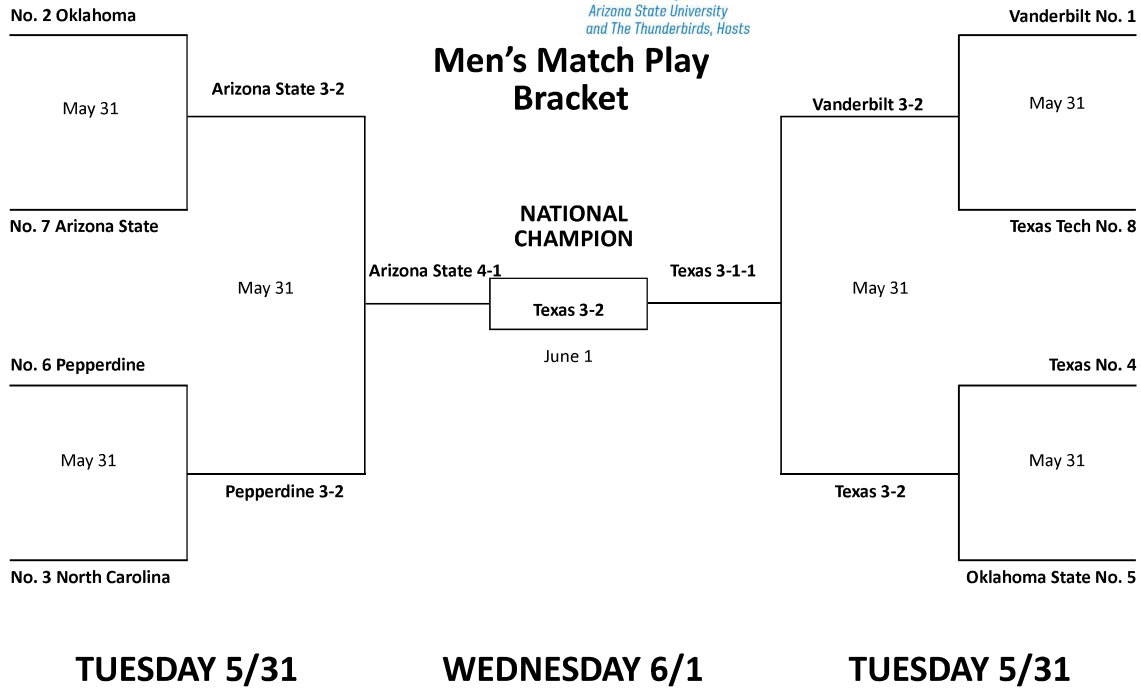 Arizona State University
and The Thunderbirds, Hosts
Men’s Match Play
Bracket
No. 2 Oklahoma
May 31
No. 7 Arizona State
Arizona State 3-2
May 31
No. 6 Pepperdine
May 31
No. 3 North Carolina
Pepperdine 3-2
Arizona State 4-1
NATIONAL
CHAMPION
Texas 3-2
June 1
Texas 3-1-1
Vanderbilt No. 1
May 31
Texas Tech No. 8
Vanderbilt 3-2
May 31
Texas No. 4
May 31
Oklahoma State No. 5
Texas 3-2
TUESDAY 5/31
WEDNESDAY 6/1
TUESDAY 5/31